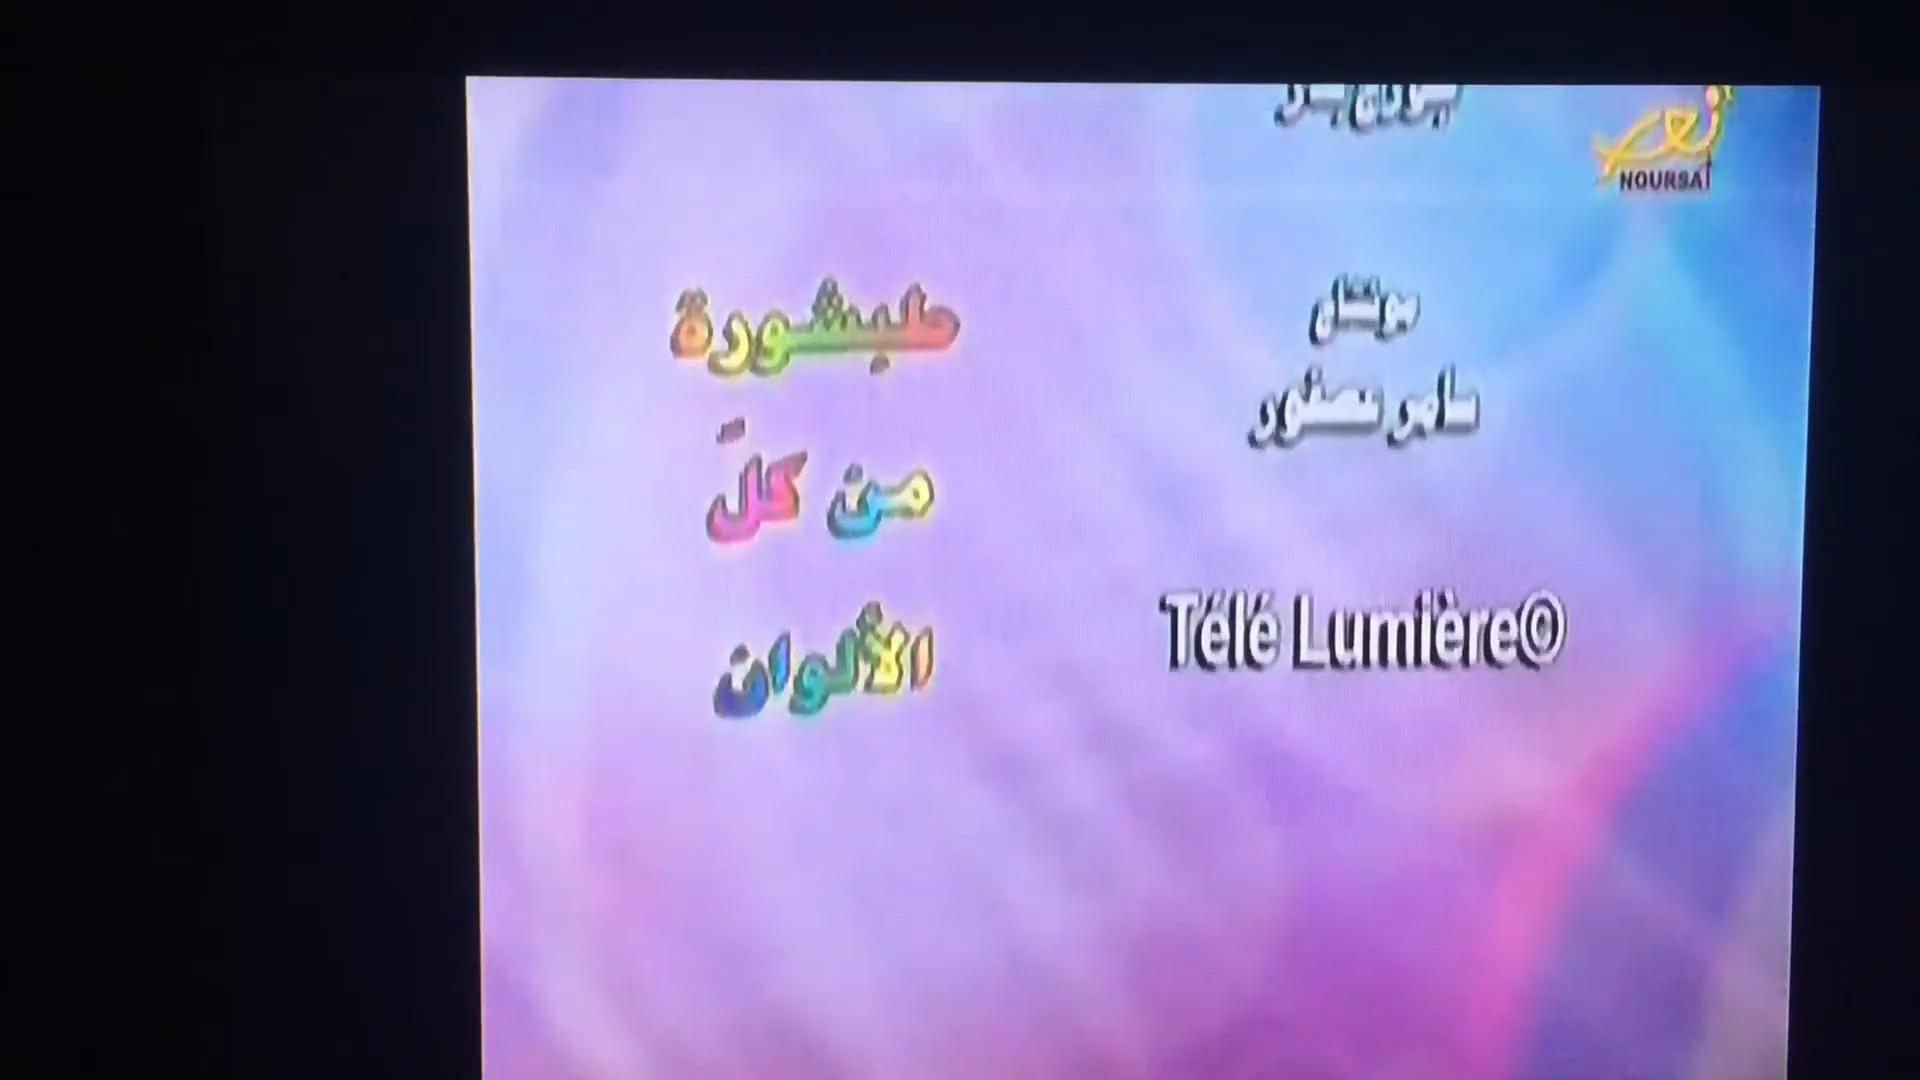 NOURSAT
طبشورة
من كلّ
الألوان
مونتاج
سامر عصفور
Télé Lumière©